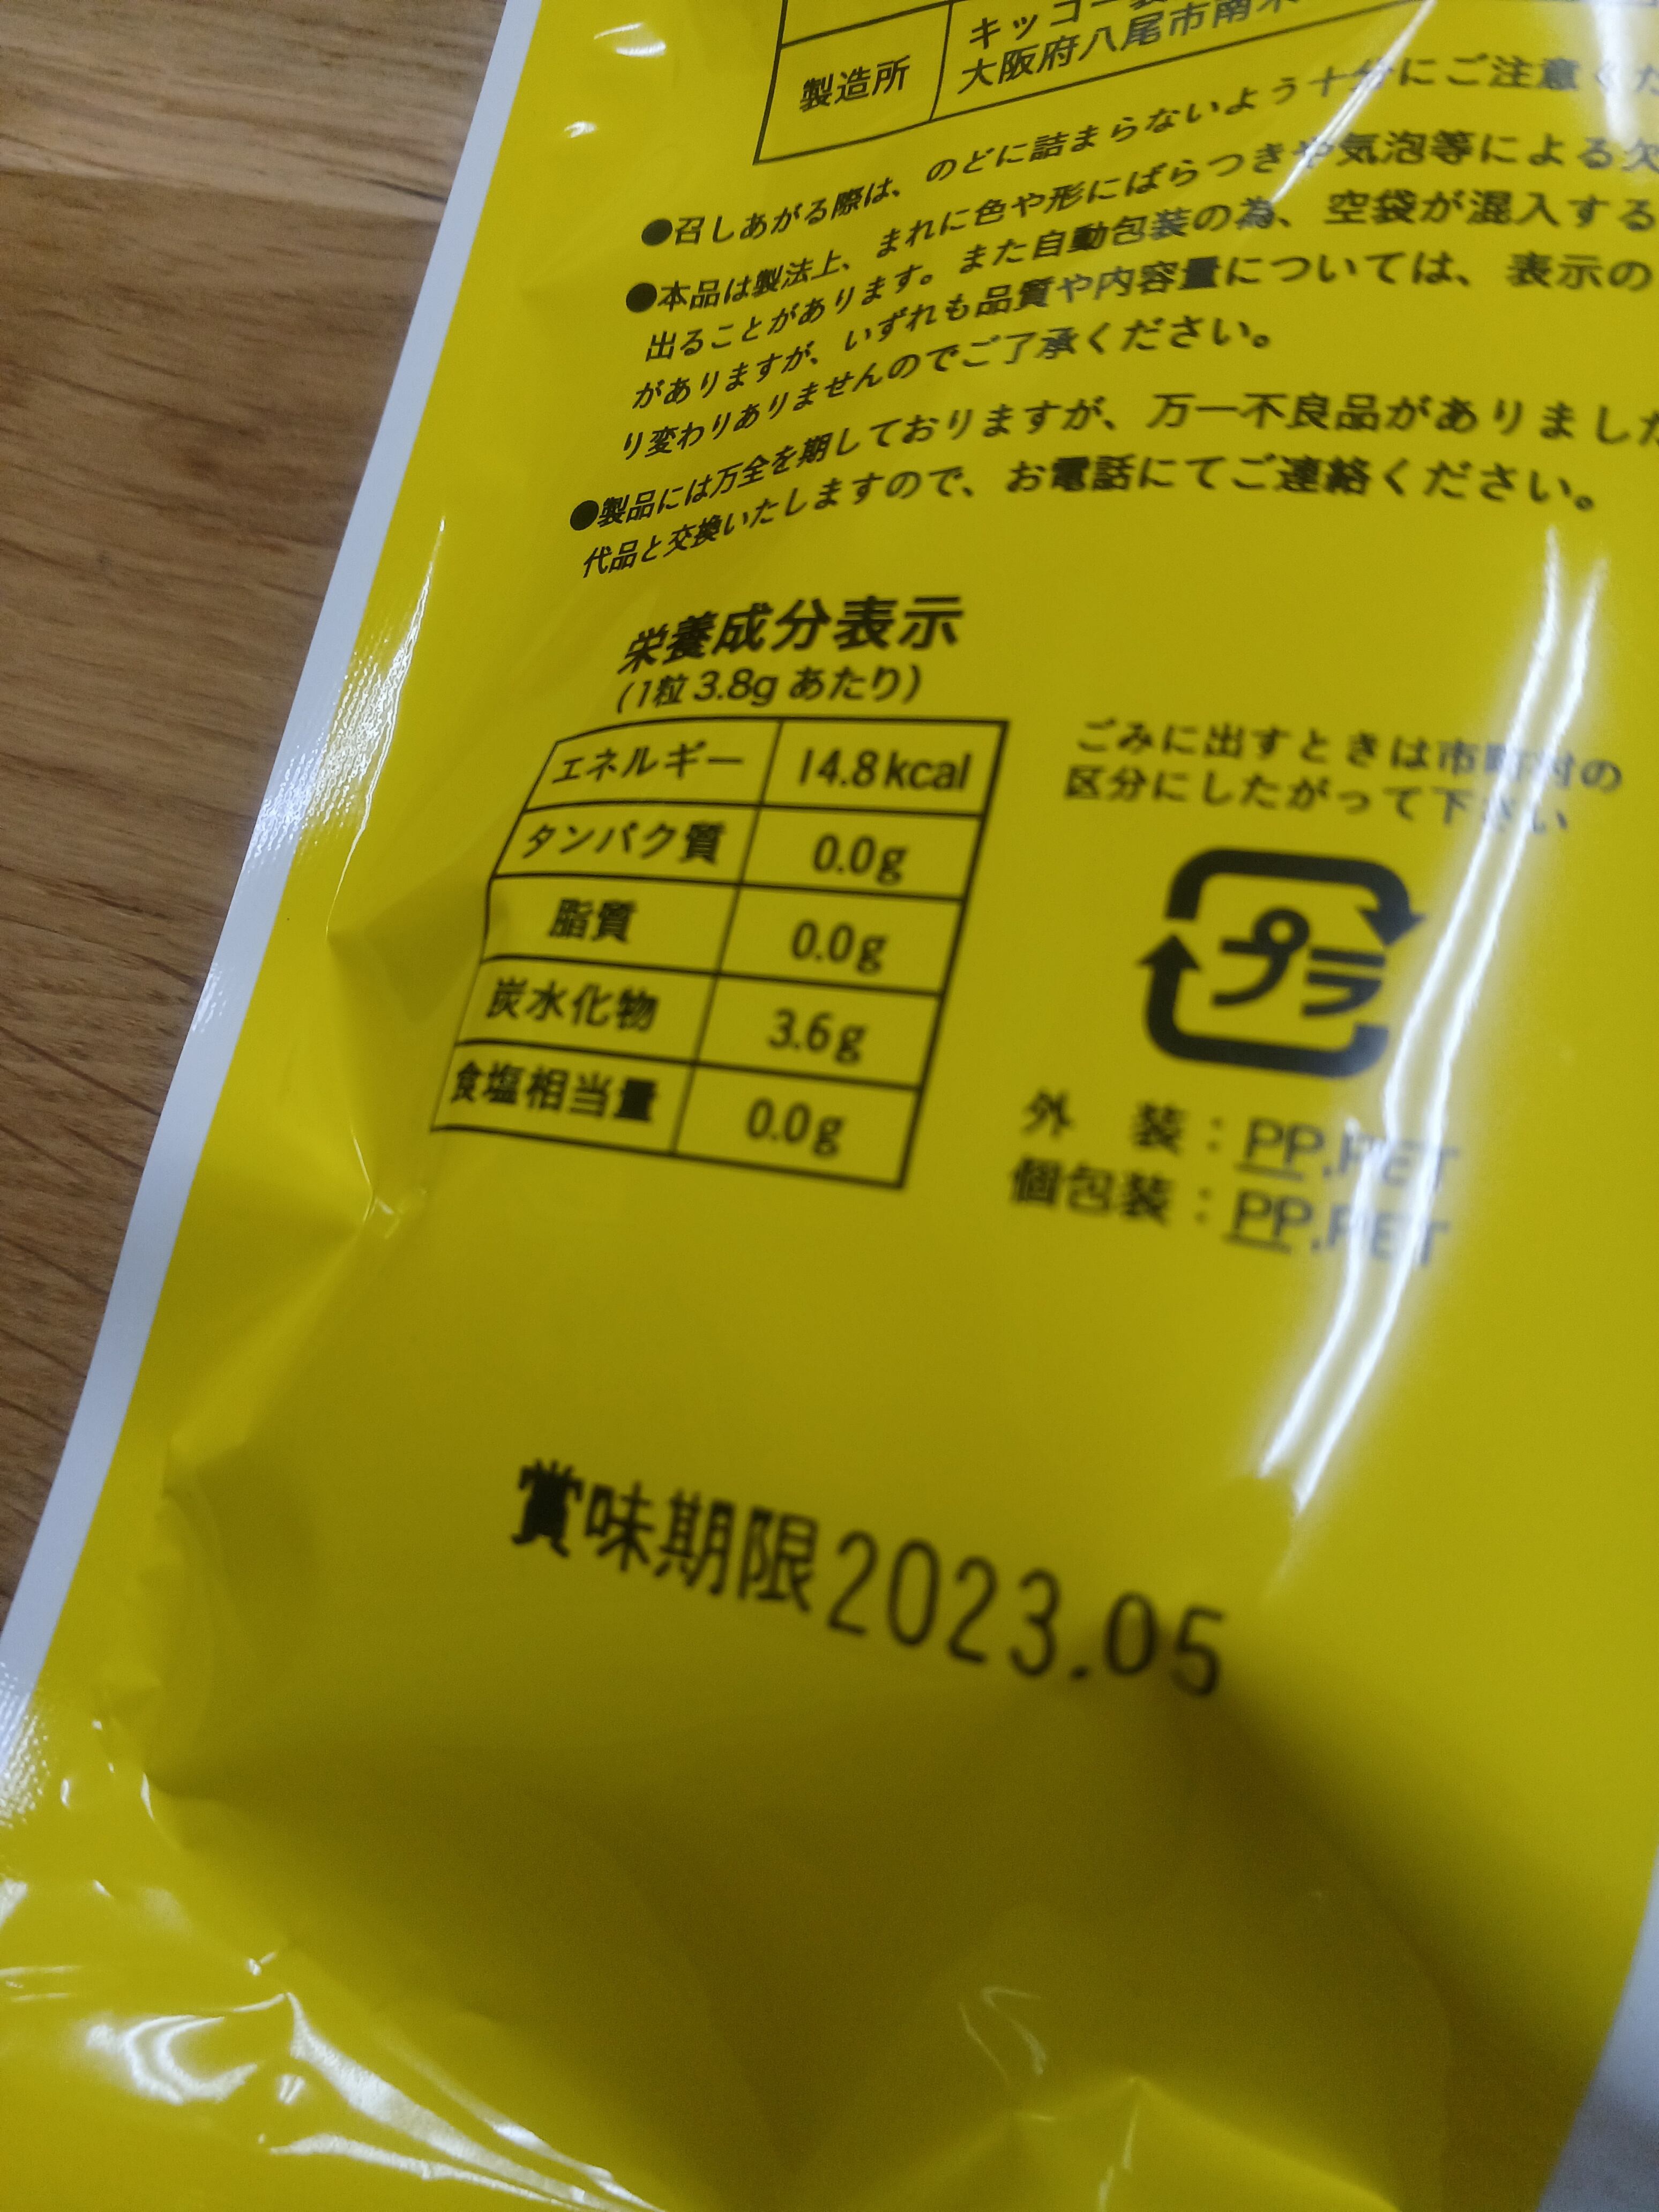 製造所
キッコー
大阪府八尾市南木
●召しあがる際は、のどに詰まらないよう十分にご注意くだ
●本品は製法上、まれに色や形にばらつきや気泡等による欠
出ることがあります。また自動包装の為、空袋が混入する
がありますが、いずれも品質や内容量については、表示の
り変わりありませんのでご了承ください。
●製品には万全を期しておりますが、万一不良品がありました
代品と交換いたしますので、お電話にてご連絡ください。
栄養成分表示
(1粒3.8gあたり)
エネルギー 14.8kcal
タンパク質 0.0g
脂質 0.0g
炭水化物 3.6g
食塩相当量 0.0g
ごみに出すときは市町村の
区分にしたがって下さい
プラ
外 装:PP.PET
個包装:PP.PET
賞味期限2023.05